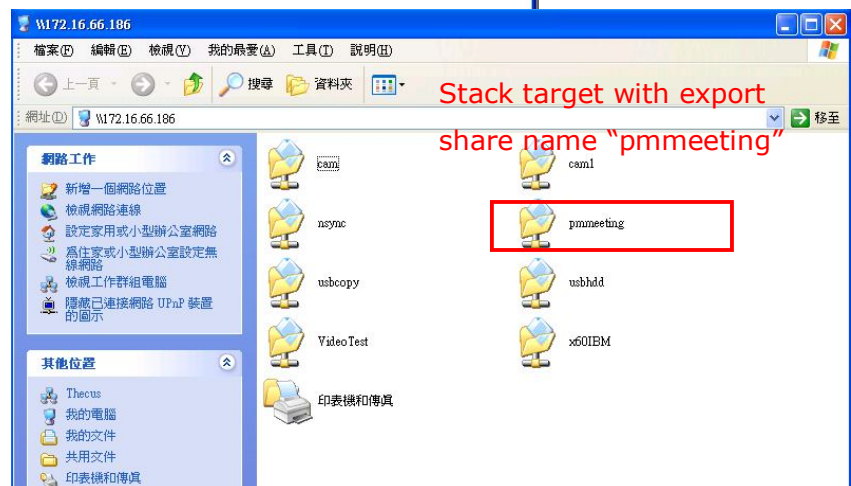 \\172.16.66.186
檔案(F) 編輯(E) 檢視(V) 我的最愛(A) 工具(T) 說明(H)
上一頁 搜尋 資料夾
Stack target with export
share name “pmmeeting”
網址(D) \\172.16.66.186 移至
網路工作
新增一個網路位置
檢視網路連線
設定家用或小型辦公室網路
爲住家或小型辦公室設定無
線網路
檢視工作群組電腦
隱藏已連接網路 UPnP 裝置
的圖示
其他位置
Thecus
我的電腦
我的文件
共用文件
印表機和傳真
cam cam1
nsync pmmeeting
usbcopy usbhdd
VideoTest x60IBM
印表機和傳真